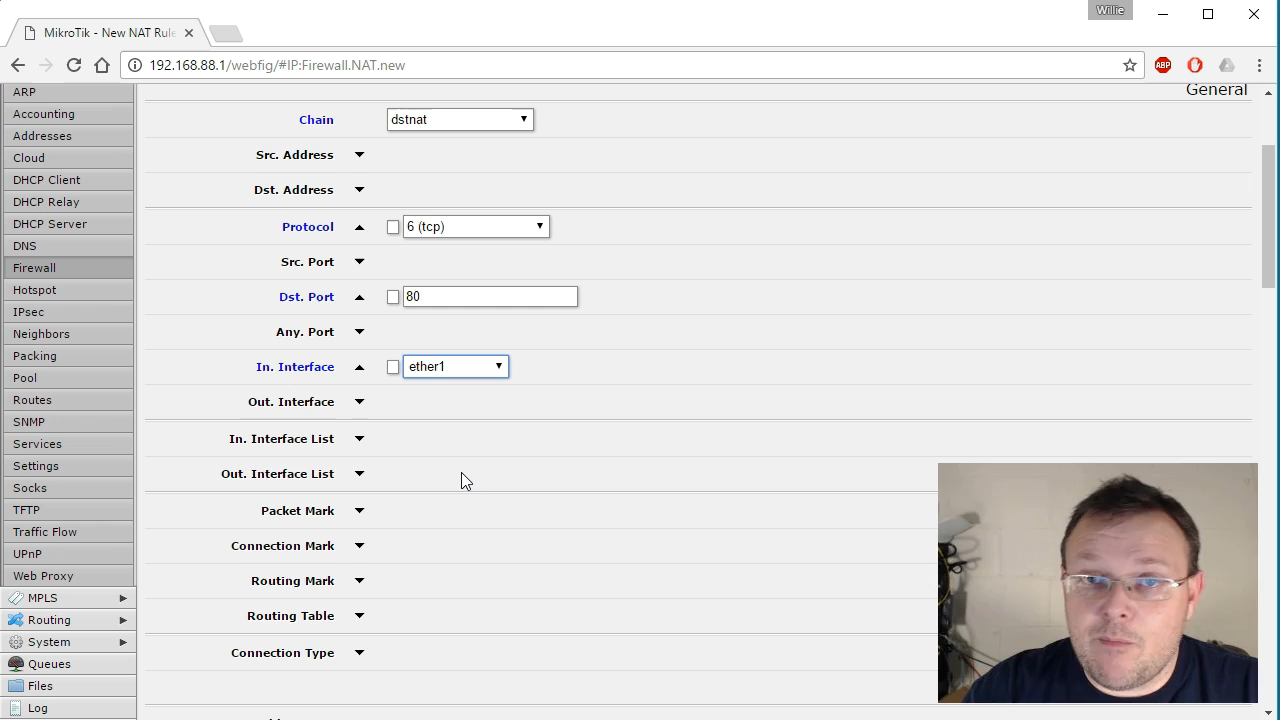 Willie
MikroTik - New NAT Rule
192.168.88.1/webfig/#IP:Firewall.NAT.new
ABP
ARP
Accounting
Addresses
Cloud
DHCP Client
DHCP Relay
DHCP Server
DNS
Firewall
Hotspot
IPsec
Neighbors
Packing
Pool
Routes
SNMP
Services
Settings
Socks
TFTP
Traffic Flow
UPnP
Web Proxy
MPLS
Routing
System
Queues
Files
Log
General
Chain dstnat
Src. Address
Dst. Address
Protocol 6 (tcp)
Src. Port
Dst. Port 80
Any. Port
In. Interface ether1
Out. Interface
In. Interface List
Out. Interface List
Packet Mark
Connection Mark
Routing Mark
Routing Table
Connection Type